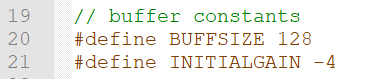 19 // buffer constants
20 #define BUFFSIZE 128
21 #define INITIALGAIN -4